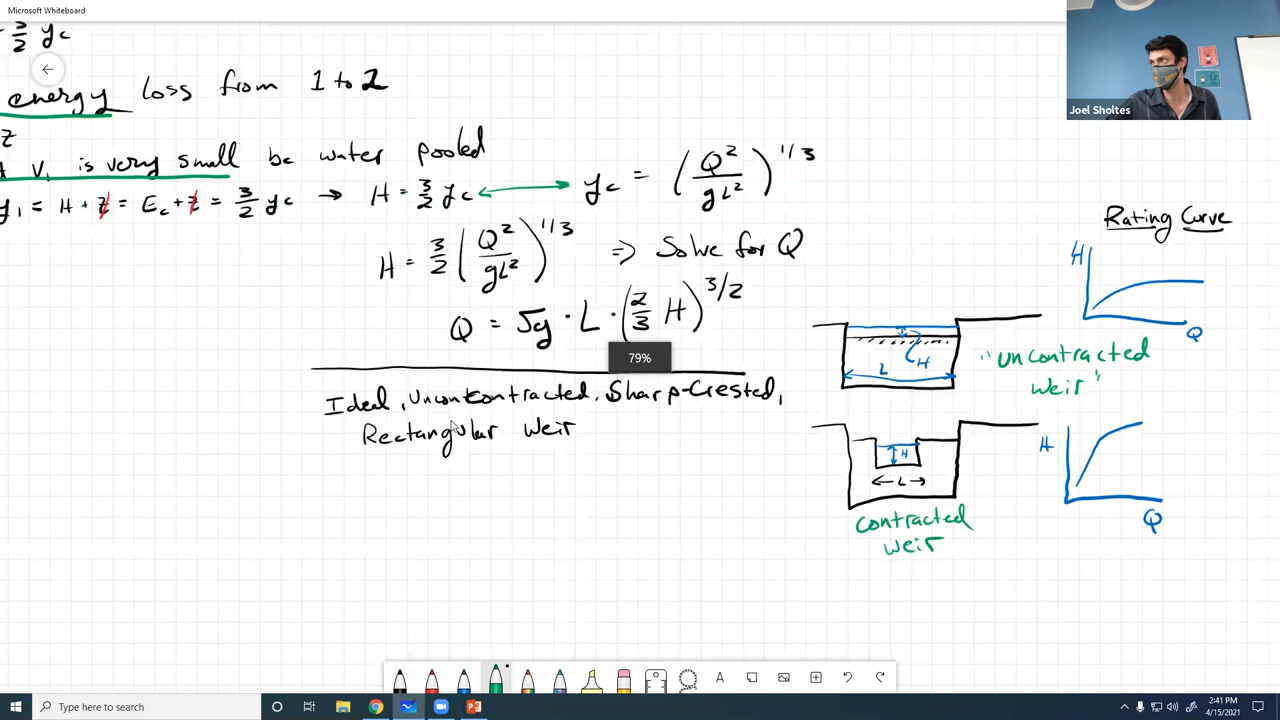 Microsoft Whiteboard
3/2 yc
energy loss from 1 to 2
Z
V1 is very small bc water pooled
y1 = H + Z = Ec + Z = 3/2 yc → H = 3/2 yc
yc = (Q²/gL²)^1/3
H = 3/2 (Q²/gL²)^1/3 ⇒ Solve for Q
Q = √g · L · (2/3 H)^3/2
79%
Ideal, Uncontracted, Sharp-Crested,
Rectangular Weir
Rating Curve
H
Q
L
H
"uncontracted
weir"
H
L
contracted
weir
H
Q
Joel Sholtes
Type here to search
2:41 PM
4/15/2021